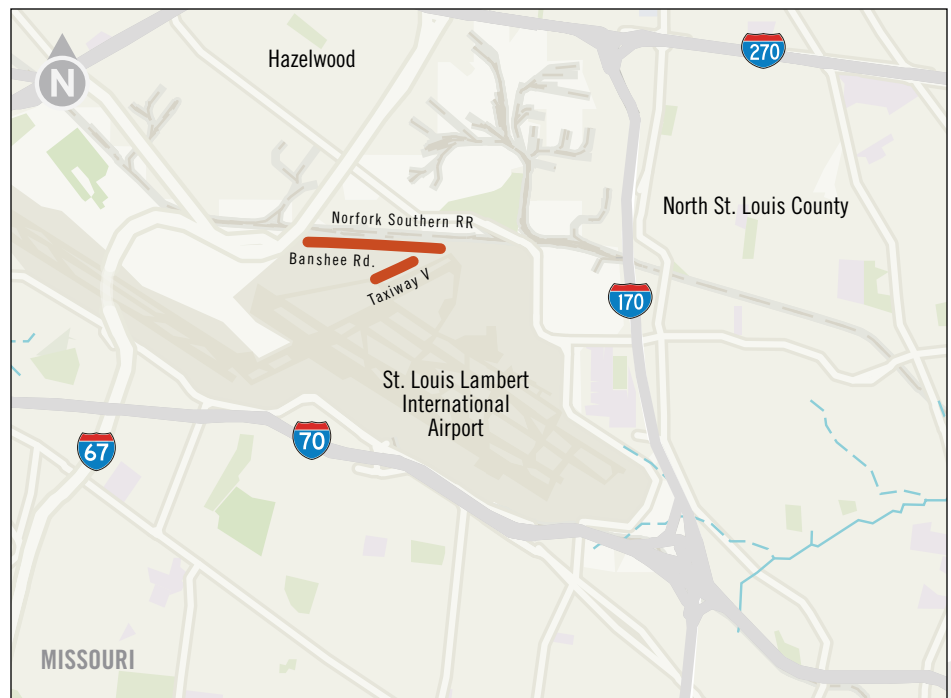 N
Hazelwood
270
Norfork Southern RR
North St. Louis County
Banshee Rd.
Taxiway V
170
St. Louis Lambert
International
Airport
70
67
MISSOURI